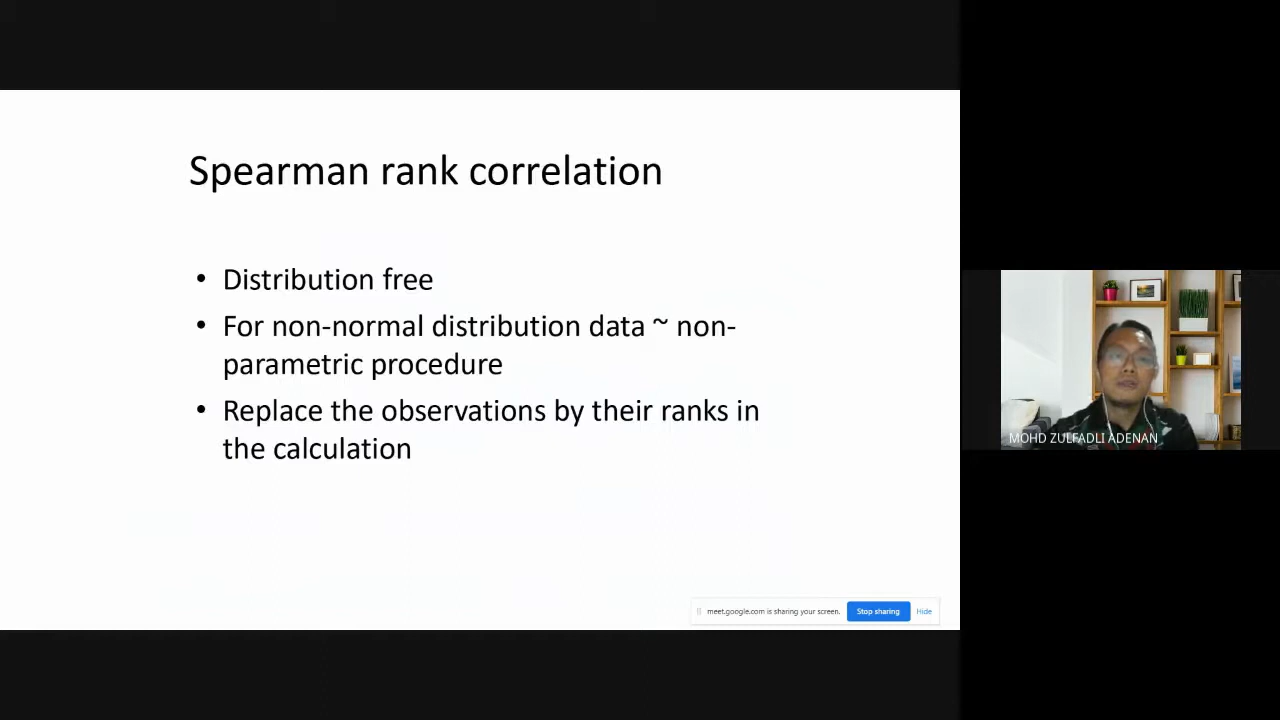 Spearman rank correlation
• Distribution free
• For non-normal distribution data ~ non-
parametric procedure
• Replace the observations by their ranks in
the calculation
MOHD ZULFADLI ADENAN
meet.google.com is sharing your screen.
Stop sharing
Hide